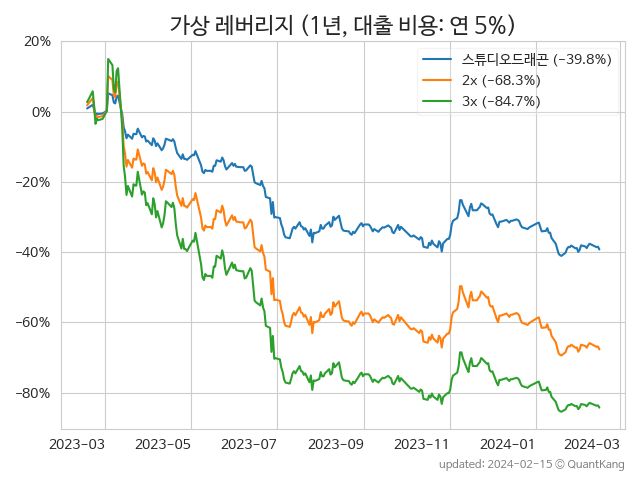 가상 레버리지 (1년, 대출 비용: 연 5%)
스튜디오드래곤 (−39.8%)
2x (−68.3%)
3x (−84.7%)
20%
0%
−20%
−40%
−60%
−80%
2023-03 2023-05 2023-07 2023-09 2023-11 2024-01 2024-03
updated: 2024-02-15 © QuantKang